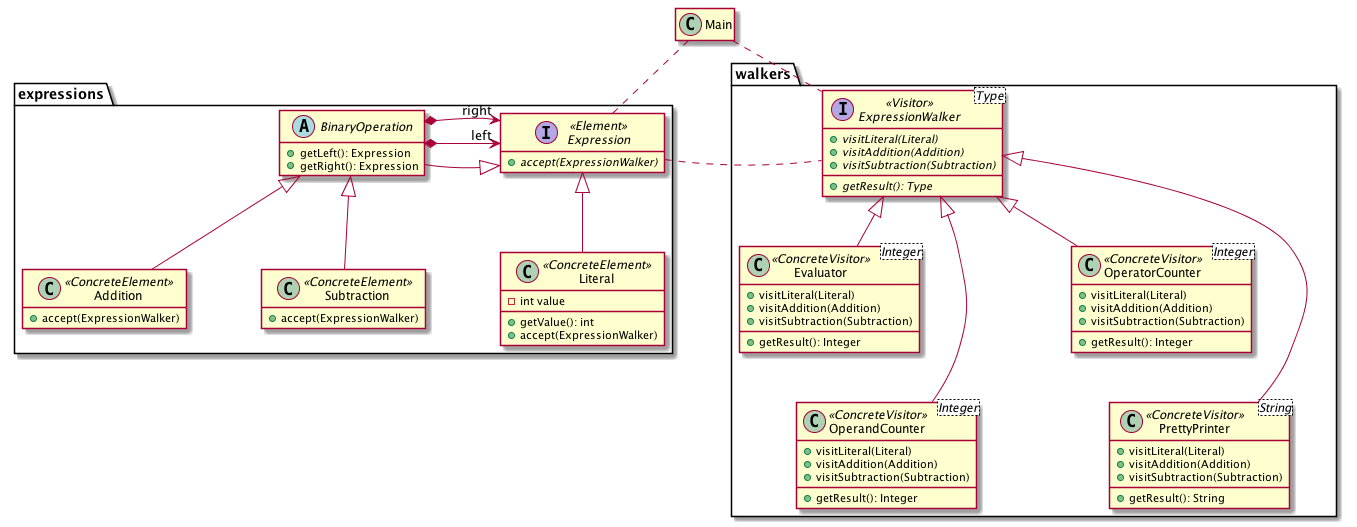 C Main
expressions
walkers
A BinaryOperation
getLeft(): Expression
getRight(): Expression
right
left
I «Element»
Expression
accept(ExpressionWalker)
C «ConcreteElement»
Addition
accept(ExpressionWalker)
C «ConcreteElement»
Subtraction
accept(ExpressionWalker)
C «ConcreteElement»
Literal
int value
getValue(): int
accept(ExpressionWalker)
Type
I «Visitor»
ExpressionWalker
visitLiteral(Literal)
visitAddition(Addition)
visitSubtraction(Subtraction)
getResult(): Type
Integer
C «ConcreteVisitor»
Evaluator
visitLiteral(Literal)
visitAddition(Addition)
visitSubtraction(Subtraction)
getResult(): Integer
Integer
C «ConcreteVisitor»
OperatorCounter
visitLiteral(Literal)
visitAddition(Addition)
visitSubtraction(Subtraction)
getResult(): Integer
Integer
C «ConcreteVisitor»
OperandCounter
visitLiteral(Literal)
visitAddition(Addition)
visitSubtraction(Subtraction)
getResult(): Integer
String
C «ConcreteVisitor»
PrettyPrinter
visitLiteral(Literal)
visitAddition(Addition)
visitSubtraction(Subtraction)
getResult(): String